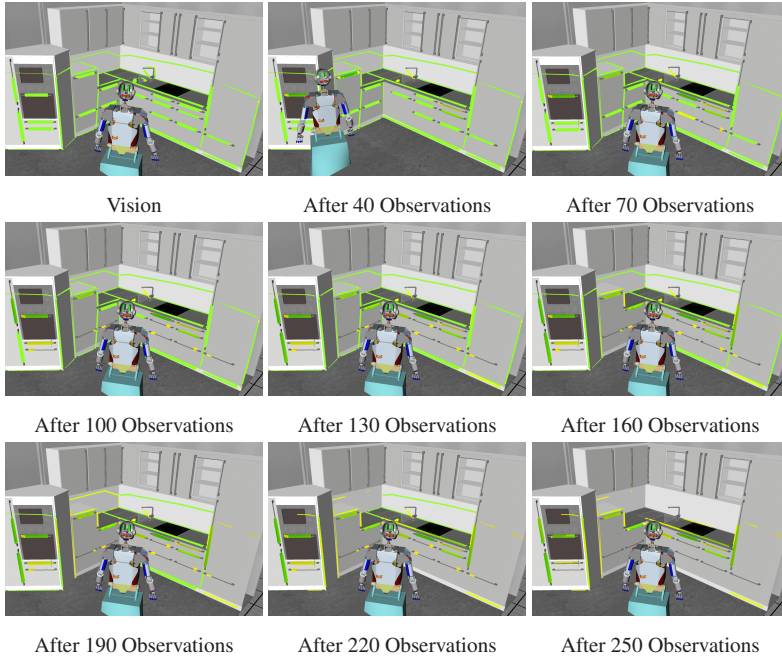 Vision
After 40 Observations
After 70 Observations
After 100 Observations
After 130 Observations
After 160 Observations
After 190 Observations
After 220 Observations
After 250 Observations